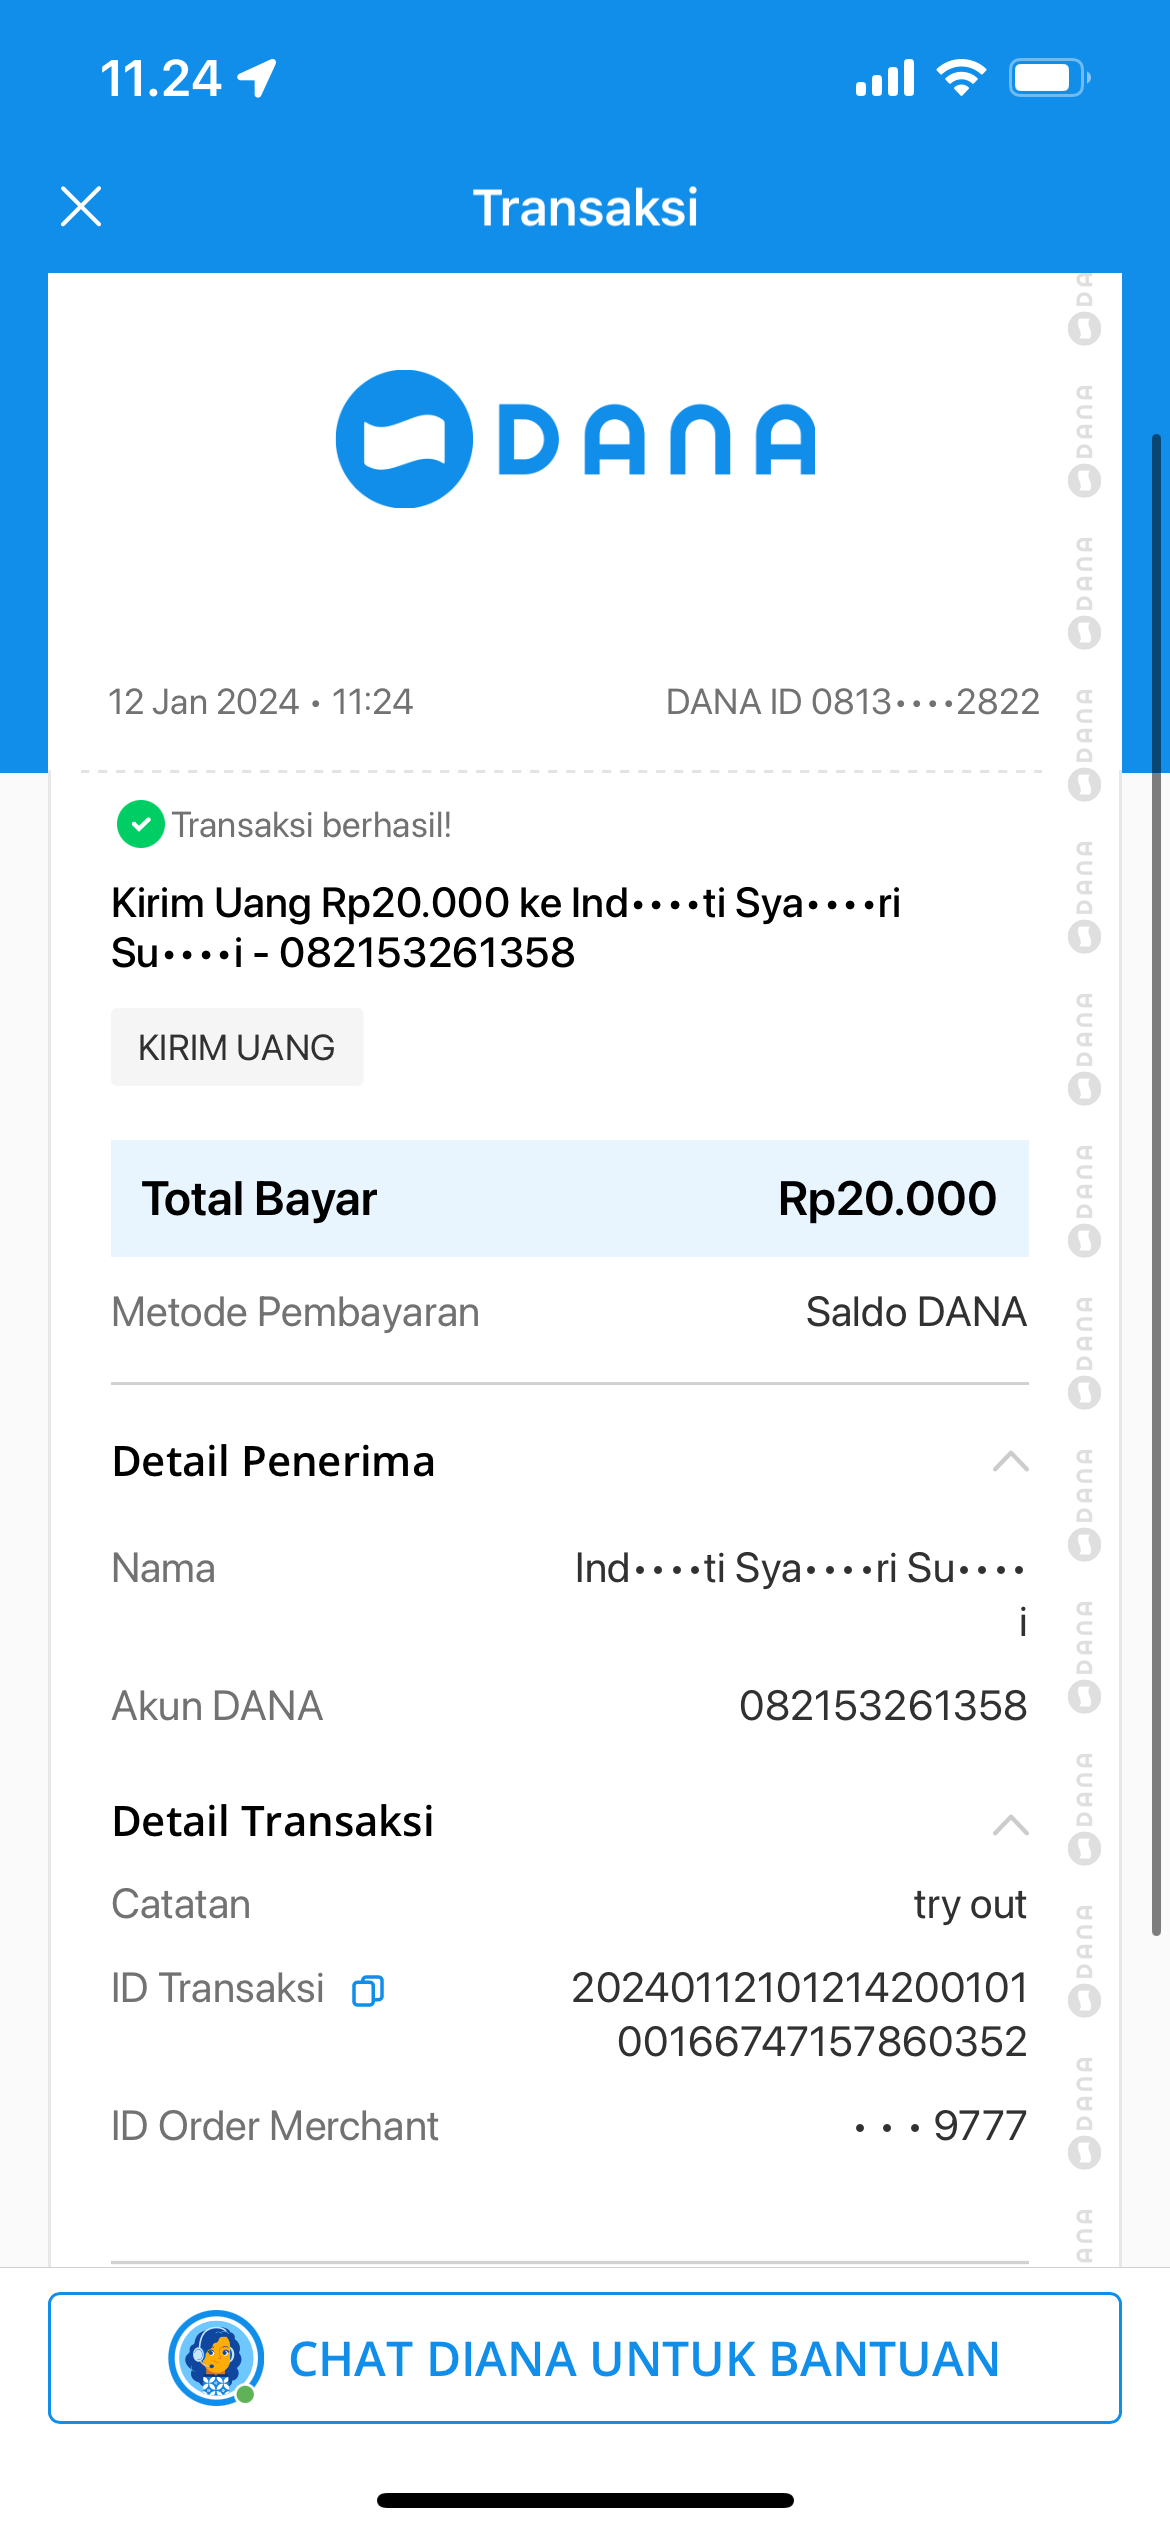 11.24
Transaksi
DANA
12 Jan 2024 • 11:24
DANA ID 0813••••2822
Transaksi berhasil!
Kirim Uang Rp20.000 ke Ind••••ti Sya••••ri
Su••••i - 082153261358
KIRIM UANG
Total Bayar Rp20.000
Metode Pembayaran Saldo DANA
Detail Penerima
Nama Ind••••ti Sya••••ri Su••••
i
Akun DANA 082153261358
Detail Transaksi
Catatan try out
ID Transaksi 20240112101214200101
00166747157860352
ID Order Merchant • • • 9777
CHAT DIANA UNTUK BANTUAN